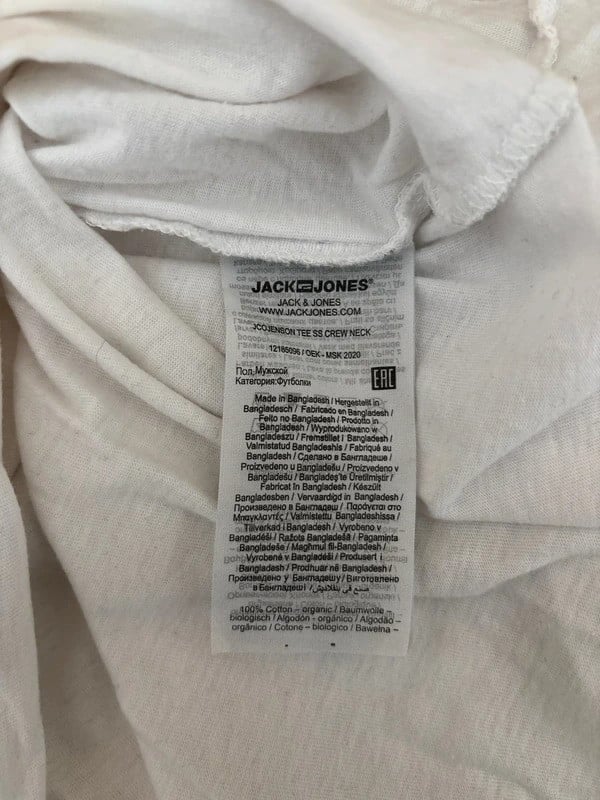 JACK JONES®
JACK & JONES
WWW.JACKJONES.COM
JCOJENSON TEE SS CREW NECK
12185096 / OEK - MSK 2020
Пол:Мужской
Категория:Футболки
EAC
Made in Bangladesh / Hergestellt in
Bangladesch / Fabricado en Bangladesh /
Feito no Bangladesh / Prodotto in
Bangladesh / Wyprodukowano w
Bangladeszu / Fremstillet i Bangladesh /
Valmistatud Bangladeshis / Fabriqué au
Bangladesh / Сделано в Бангладеше /
Proizvedeno u Bangladešu / Proizvedeno v
Bangladešu / Bangladeş'te Üretilmiştir /
Fabricat în Bangladesh / Készült
Bangladesben / Vervaardigd in Bangladesh /
Произведено в Бангладеш / Παράγεται στο
Μπαγκλαντές / Valmistettu Bangladeshissa /
Tillverkad i Bangladesh / Vyrobeno v
Bangladéši / Ražots Bangladešā / Pagaminta
Bangladeše / Magħmul fil-Bangladesh /
Vyrobené v Bangladéši / Produsert i
Bangladesh / Prodhuar në Bangladesh /
Произведено у Бангладешу / Виготовлено
в Бангладеші / صنع في بنغلاديش
100% Cotton – organic / Baumwolle –
biologisch / Algodón - orgánico / Algodão –
orgânico / Cotone – biologico / Bawełna –